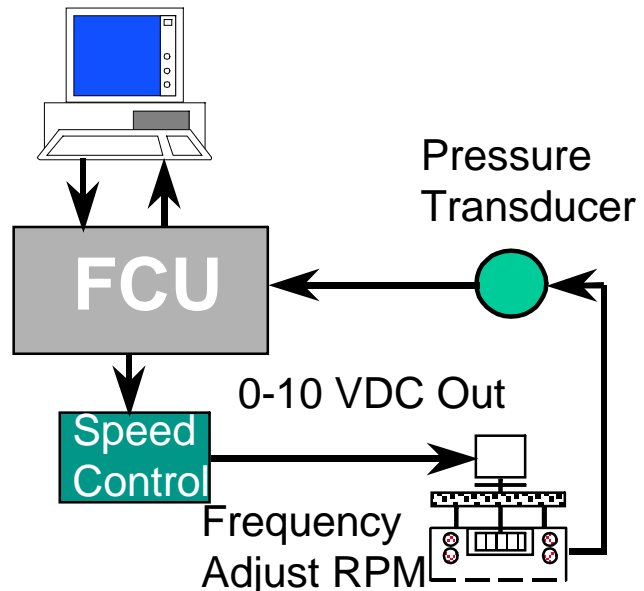 Pressure
Transducer
FCU
0-10 VDC Out
Speed
Control
Frequency
Adjust RPM